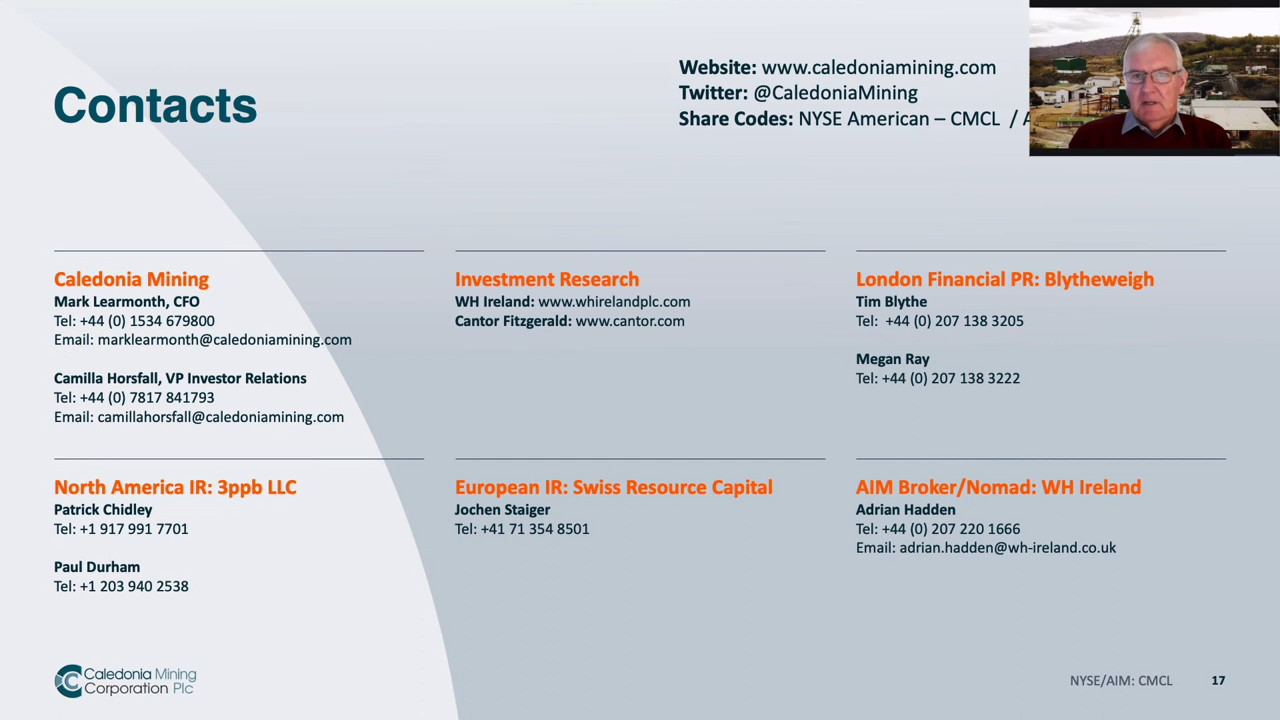 Contacts
Website: www.caledoniamining.com
Twitter: @CaledoniaMining
Share Codes: NYSE American – CMCL / A
Caledonia Mining
Mark Learmonth, CFO
Tel: +44 (0) 1534 679800
Email: marklearmonth@caledoniamining.com
Camilla Horsfall, VP Investor Relations
Tel: +44 (0) 7817 841793
Email: camillahorsfall@caledoniamining.com
Investment Research
WH Ireland: www.whirelandplc.com
Cantor Fitzgerald: www.cantor.com
London Financial PR: Blytheweigh
Tim Blythe
Tel: +44 (0) 207 138 3205
Megan Ray
Tel: +44 (0) 207 138 3222
North America IR: 3ppb LLC
Patrick Chidley
Tel: +1 917 991 7701
Paul Durham
Tel: +1 203 940 2538
European IR: Swiss Resource Capital
Jochen Staiger
Tel: +41 71 354 8501
AIM Broker/Nomad: WH Ireland
Adrian Hadden
Tel: +44 (0) 207 220 1666
Email: adrian.hadden@wh-ireland.co.uk
Caledonia Mining
Corporation Plc
NYSE/AIM: CMCL 17